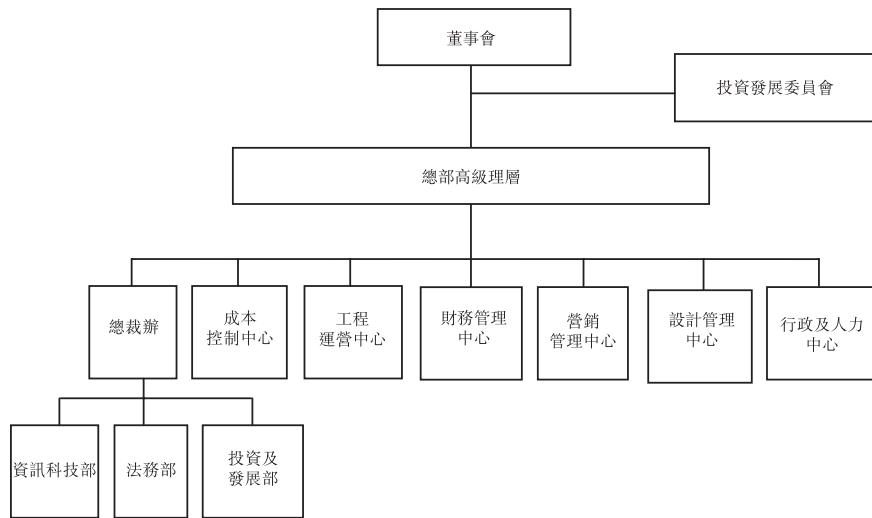 董事會
投資發展委員會
總部高級理層
總裁辦
成本
控制中心
工程
運營中心
財務管理
中心
營銷
管理中心
設計管理
中心
行政及人力
中心
資訊科技部
法務部
投資及
發展部